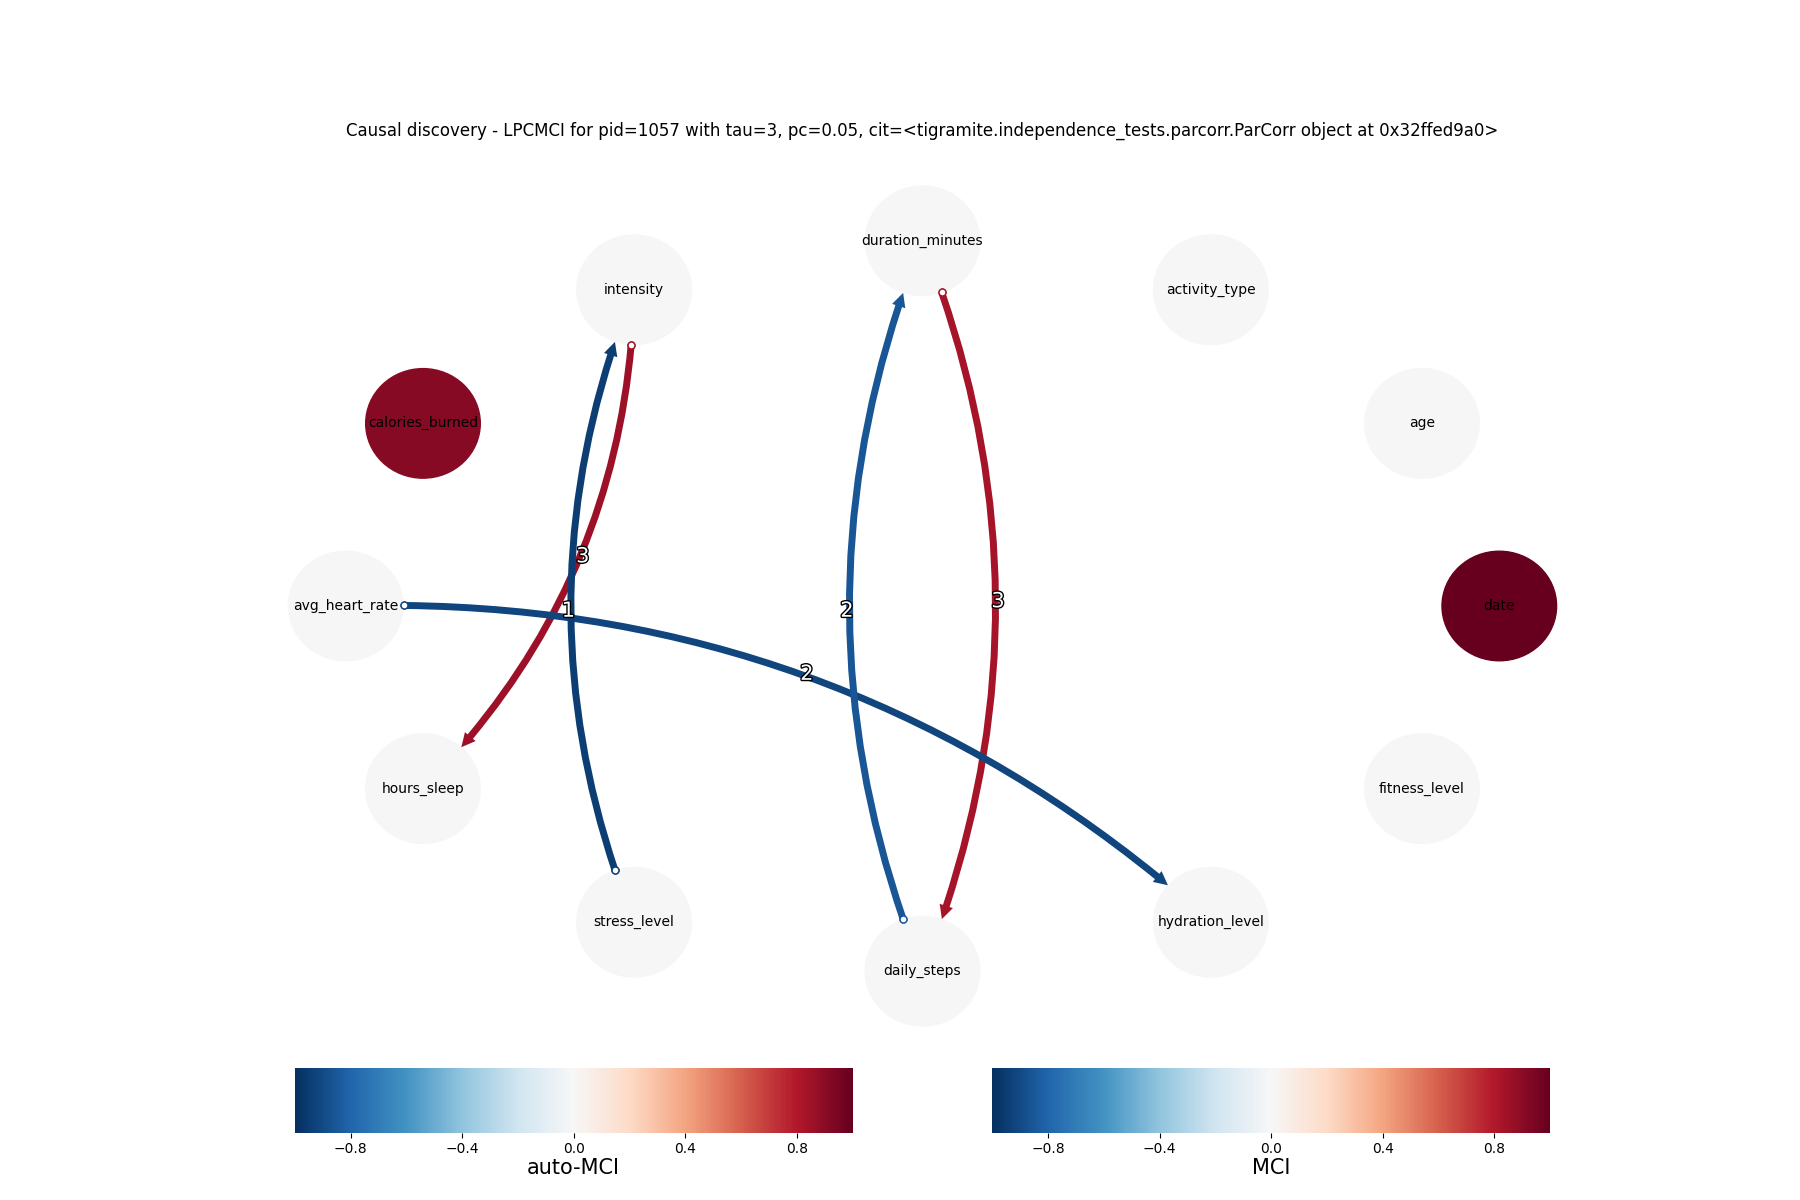 Causal discovery - LPCMCI for pid=1057 with tau=3, pc=0.05, cit=<tigramite.independence_tests.parcorr.ParCorr object at 0x32ffed9a0>
duration_minutes
intensity
activity_type
calories_burned
age
3
avg_heart_rate
1
2
3
date
2
hours_sleep
fitness_level
stress_level
hydration_level
daily_steps
−0.8 −0.4 0.0 0.4 0.8
auto-MCI
−0.8 −0.4 0.0 0.4 0.8
MCI